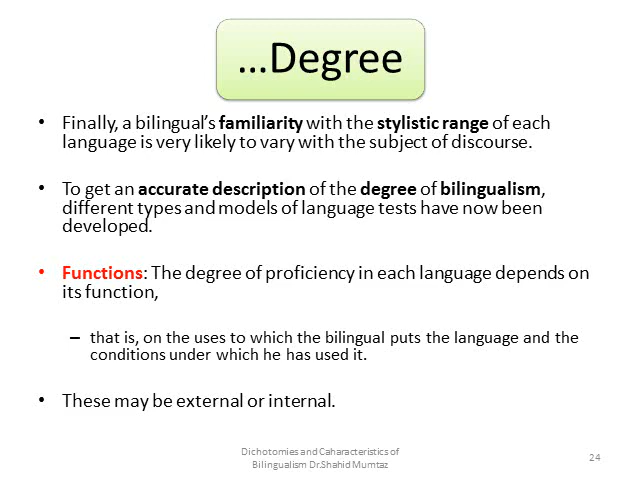 …Degree
• Finally, a bilingual's familiarity with the stylistic range of each
language is very likely to vary with the subject of discourse.
• To get an accurate description of the degree of bilingualism,
different types and models of language tests have now been
developed.
• Functions: The degree of proficiency in each language depends on
its function,
– that is, on the uses to which the bilingual puts the language and the
conditions under which he has used it.
• These may be external or internal.
Dichotomies and Caharacteristics of
Bilingualism Dr.Shahid Mumtaz
24